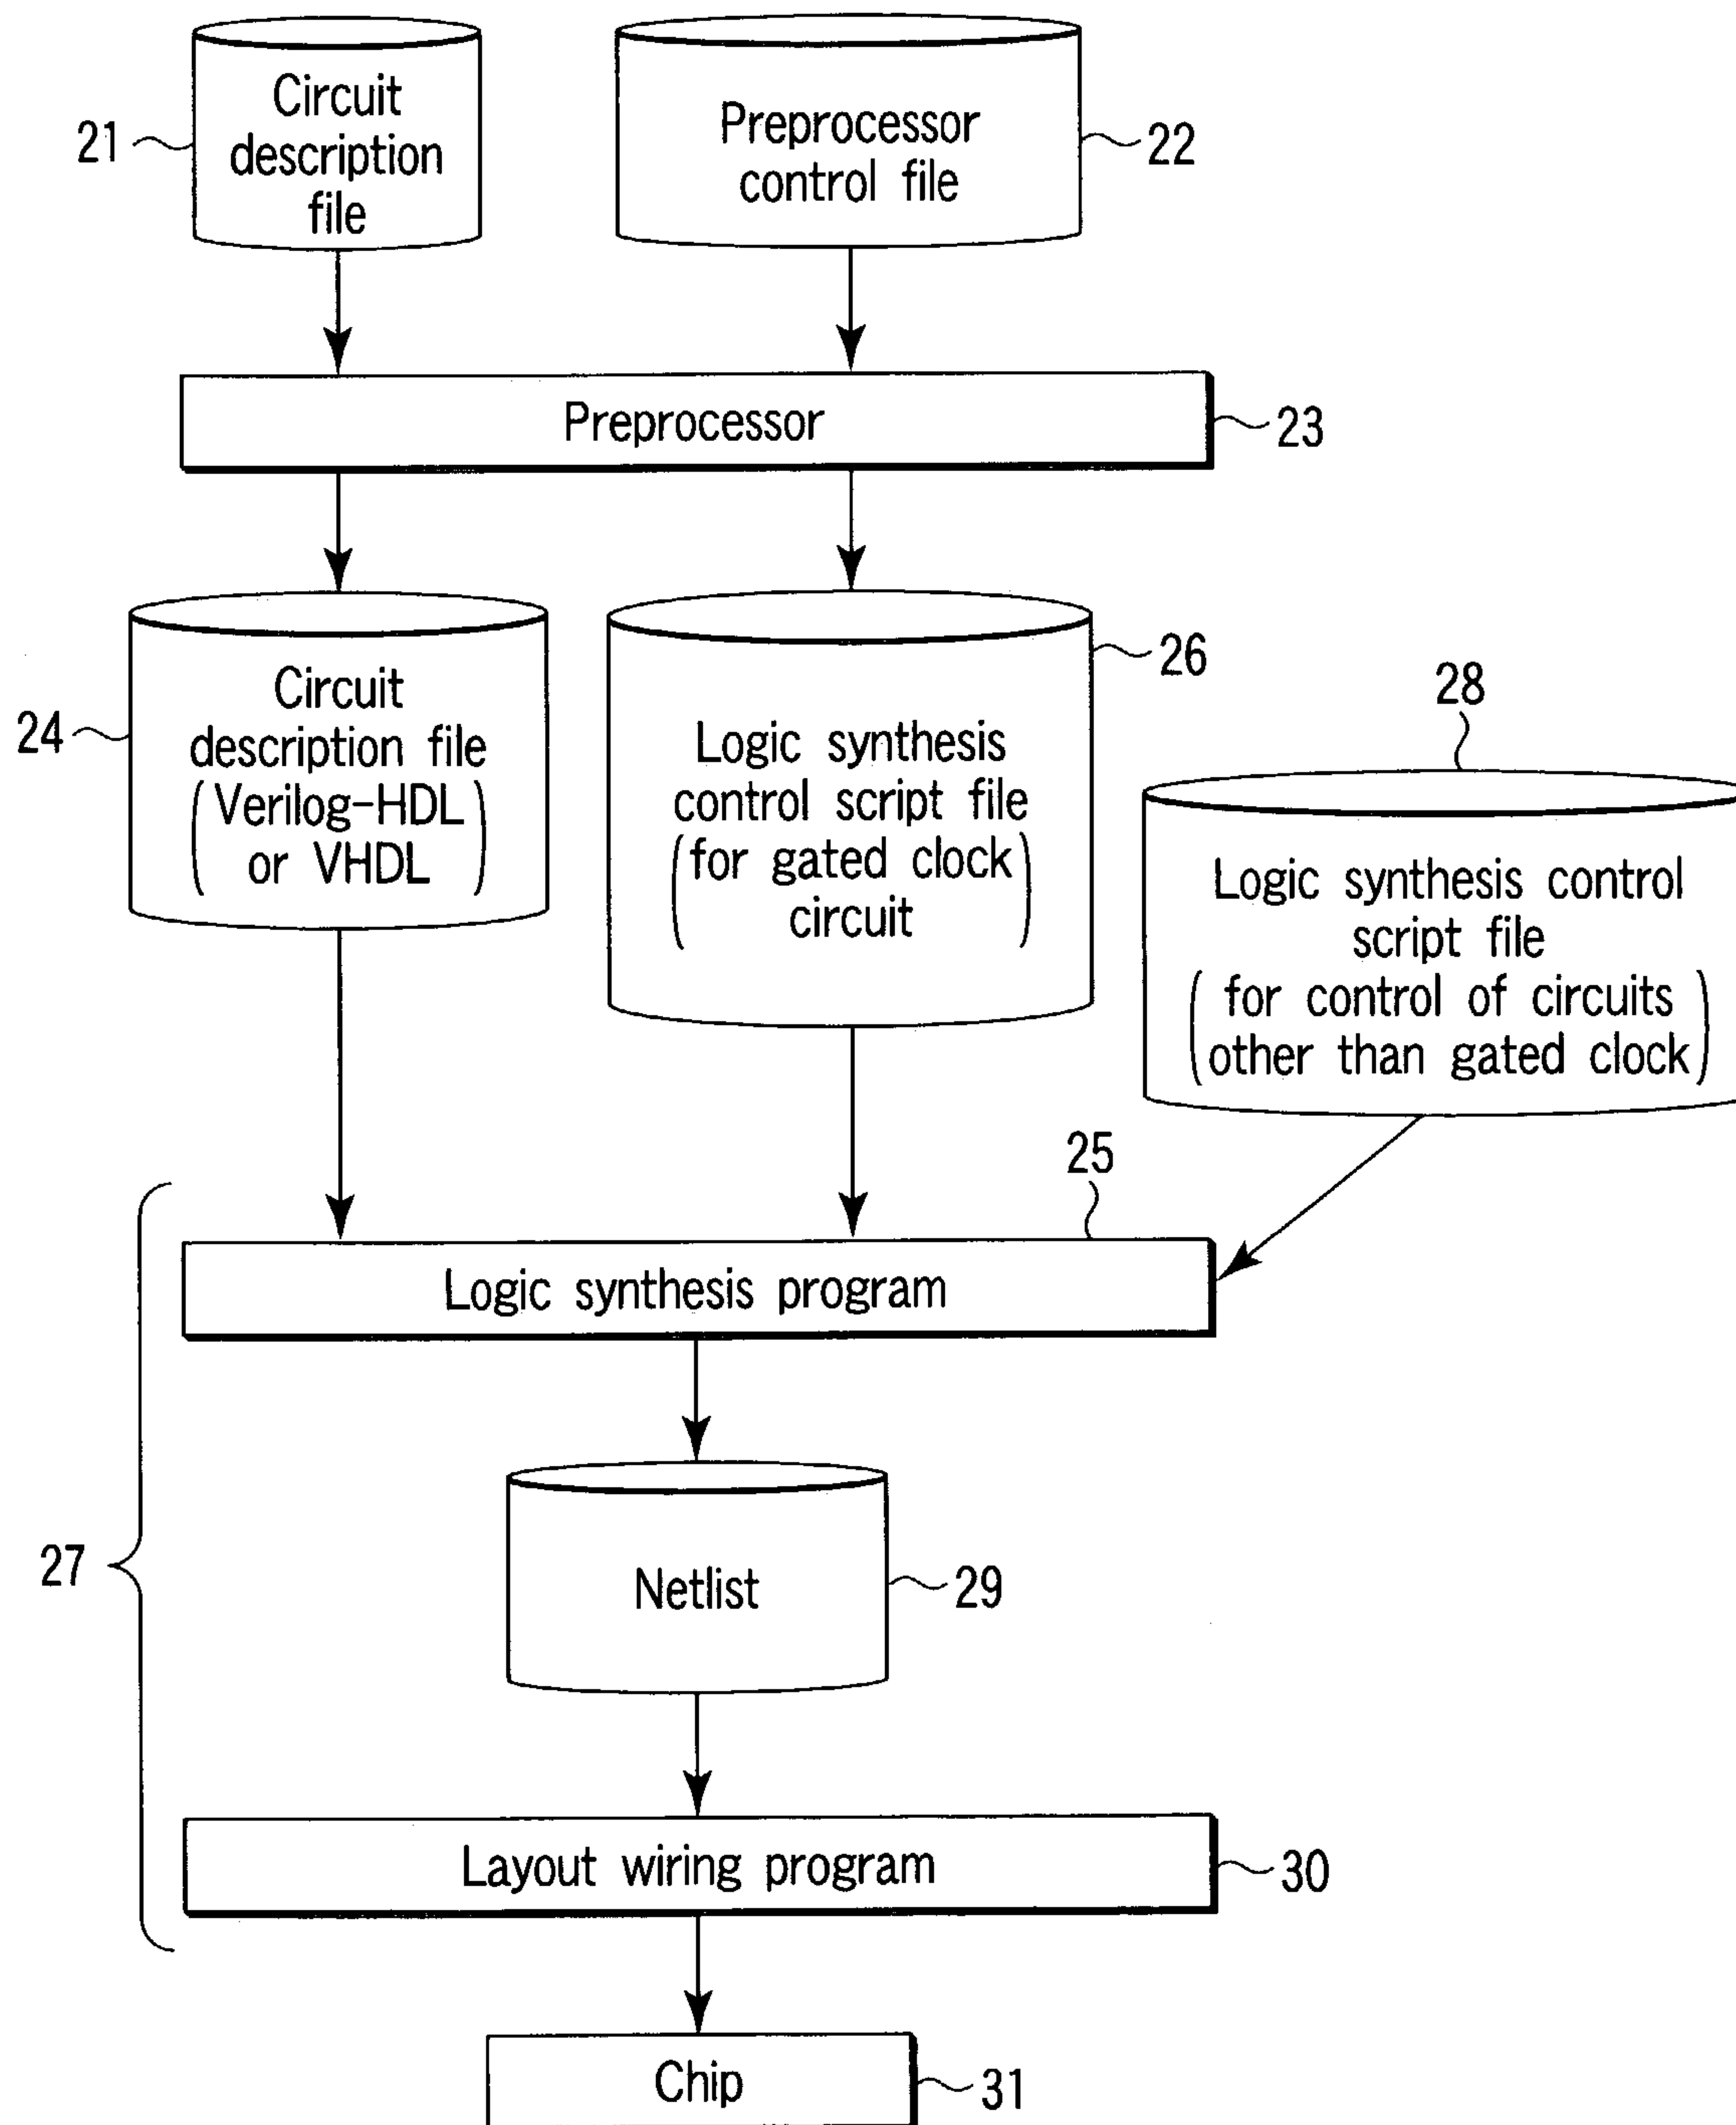 Circuit
description
file
21
Preprocessor
control file
22
Preprocessor
23
Circuit
description file
(Verilog-HDL
or VHDL)
24
Logic synthesis
control script file
(for gated clock
circuit)
26
28
Logic synthesis control
script file
(for control of circuits
other than gated clock)
25
Logic synthesis program
27
Netlist
29
Layout wiring program
30
Chip
31